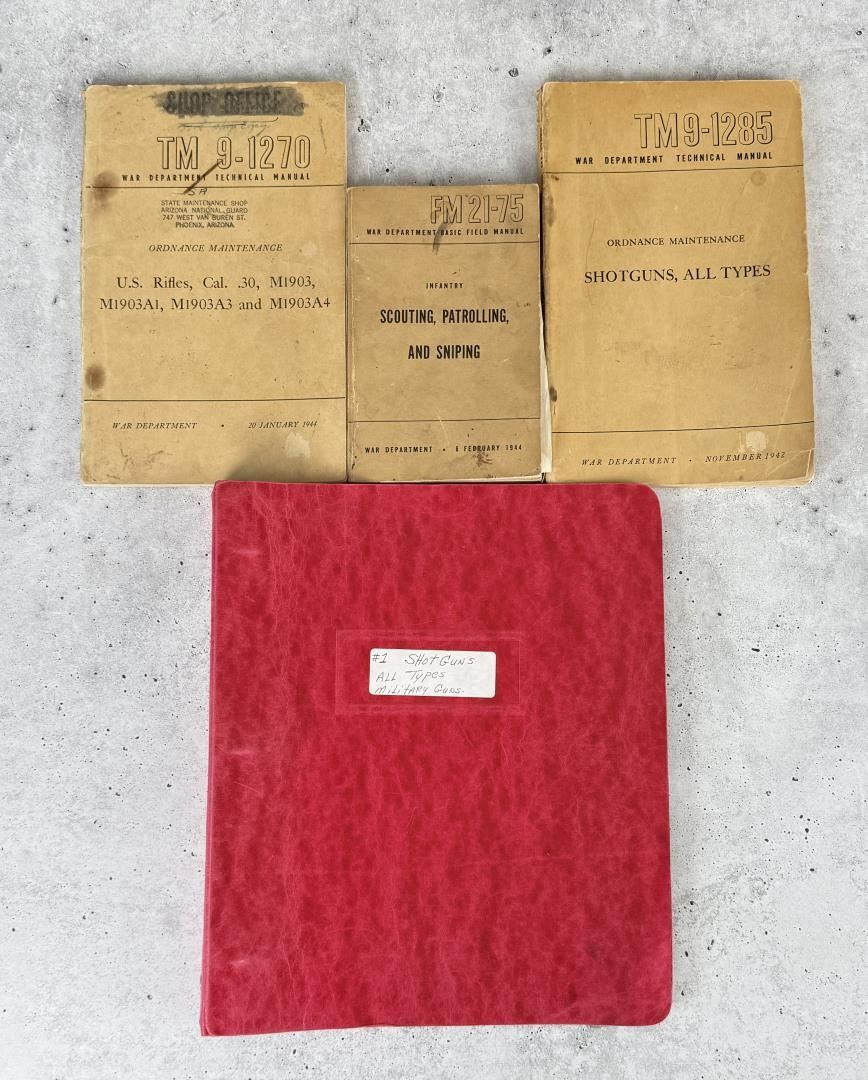 SHOP OFFICE
TM 9-1270
WAR DEPARTMENT TECHNICAL MANUAL
SA
STATE MAINTENANCE SHOP
ARIZONA NATIONAL GUARD
747 WEST VAN BUREN ST.
PHOENIX, ARIZONA
ORDNANCE MAINTENANCE
U.S. Rifles, Cal. .30, M1903,
M1903A1, M1903A3 and M1903A4
WAR DEPARTMENT • 20 JANUARY 1944
FM 21-75
WAR DEPARTMENT BASIC FIELD MANUAL
INFANTRY
SCOUTING, PATROLLING,
AND SNIPING
WAR DEPARTMENT • 6 FEBRUARY 1944
TM 9-1285
WAR DEPARTMENT TECHNICAL MANUAL
ORDNANCE MAINTENANCE
SHOTGUNS, ALL TYPES
WAR DEPARTMENT • NOVEMBER 1942
#1 SHOTGUNS
ALL TYPES
MILITARY GUNS.